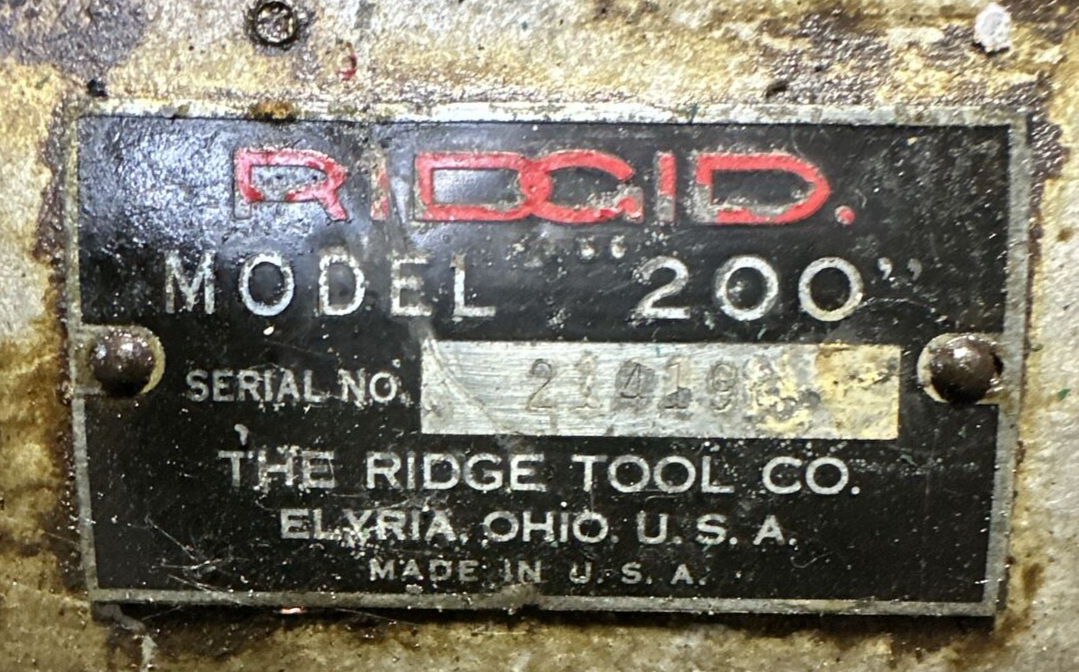 RIDGID.
MODEL "200"
SERIAL NO.
THE RIDGE TOOL CO.
ELYRIA, OHIO. U. S. A.
MADE IN U. S. A.